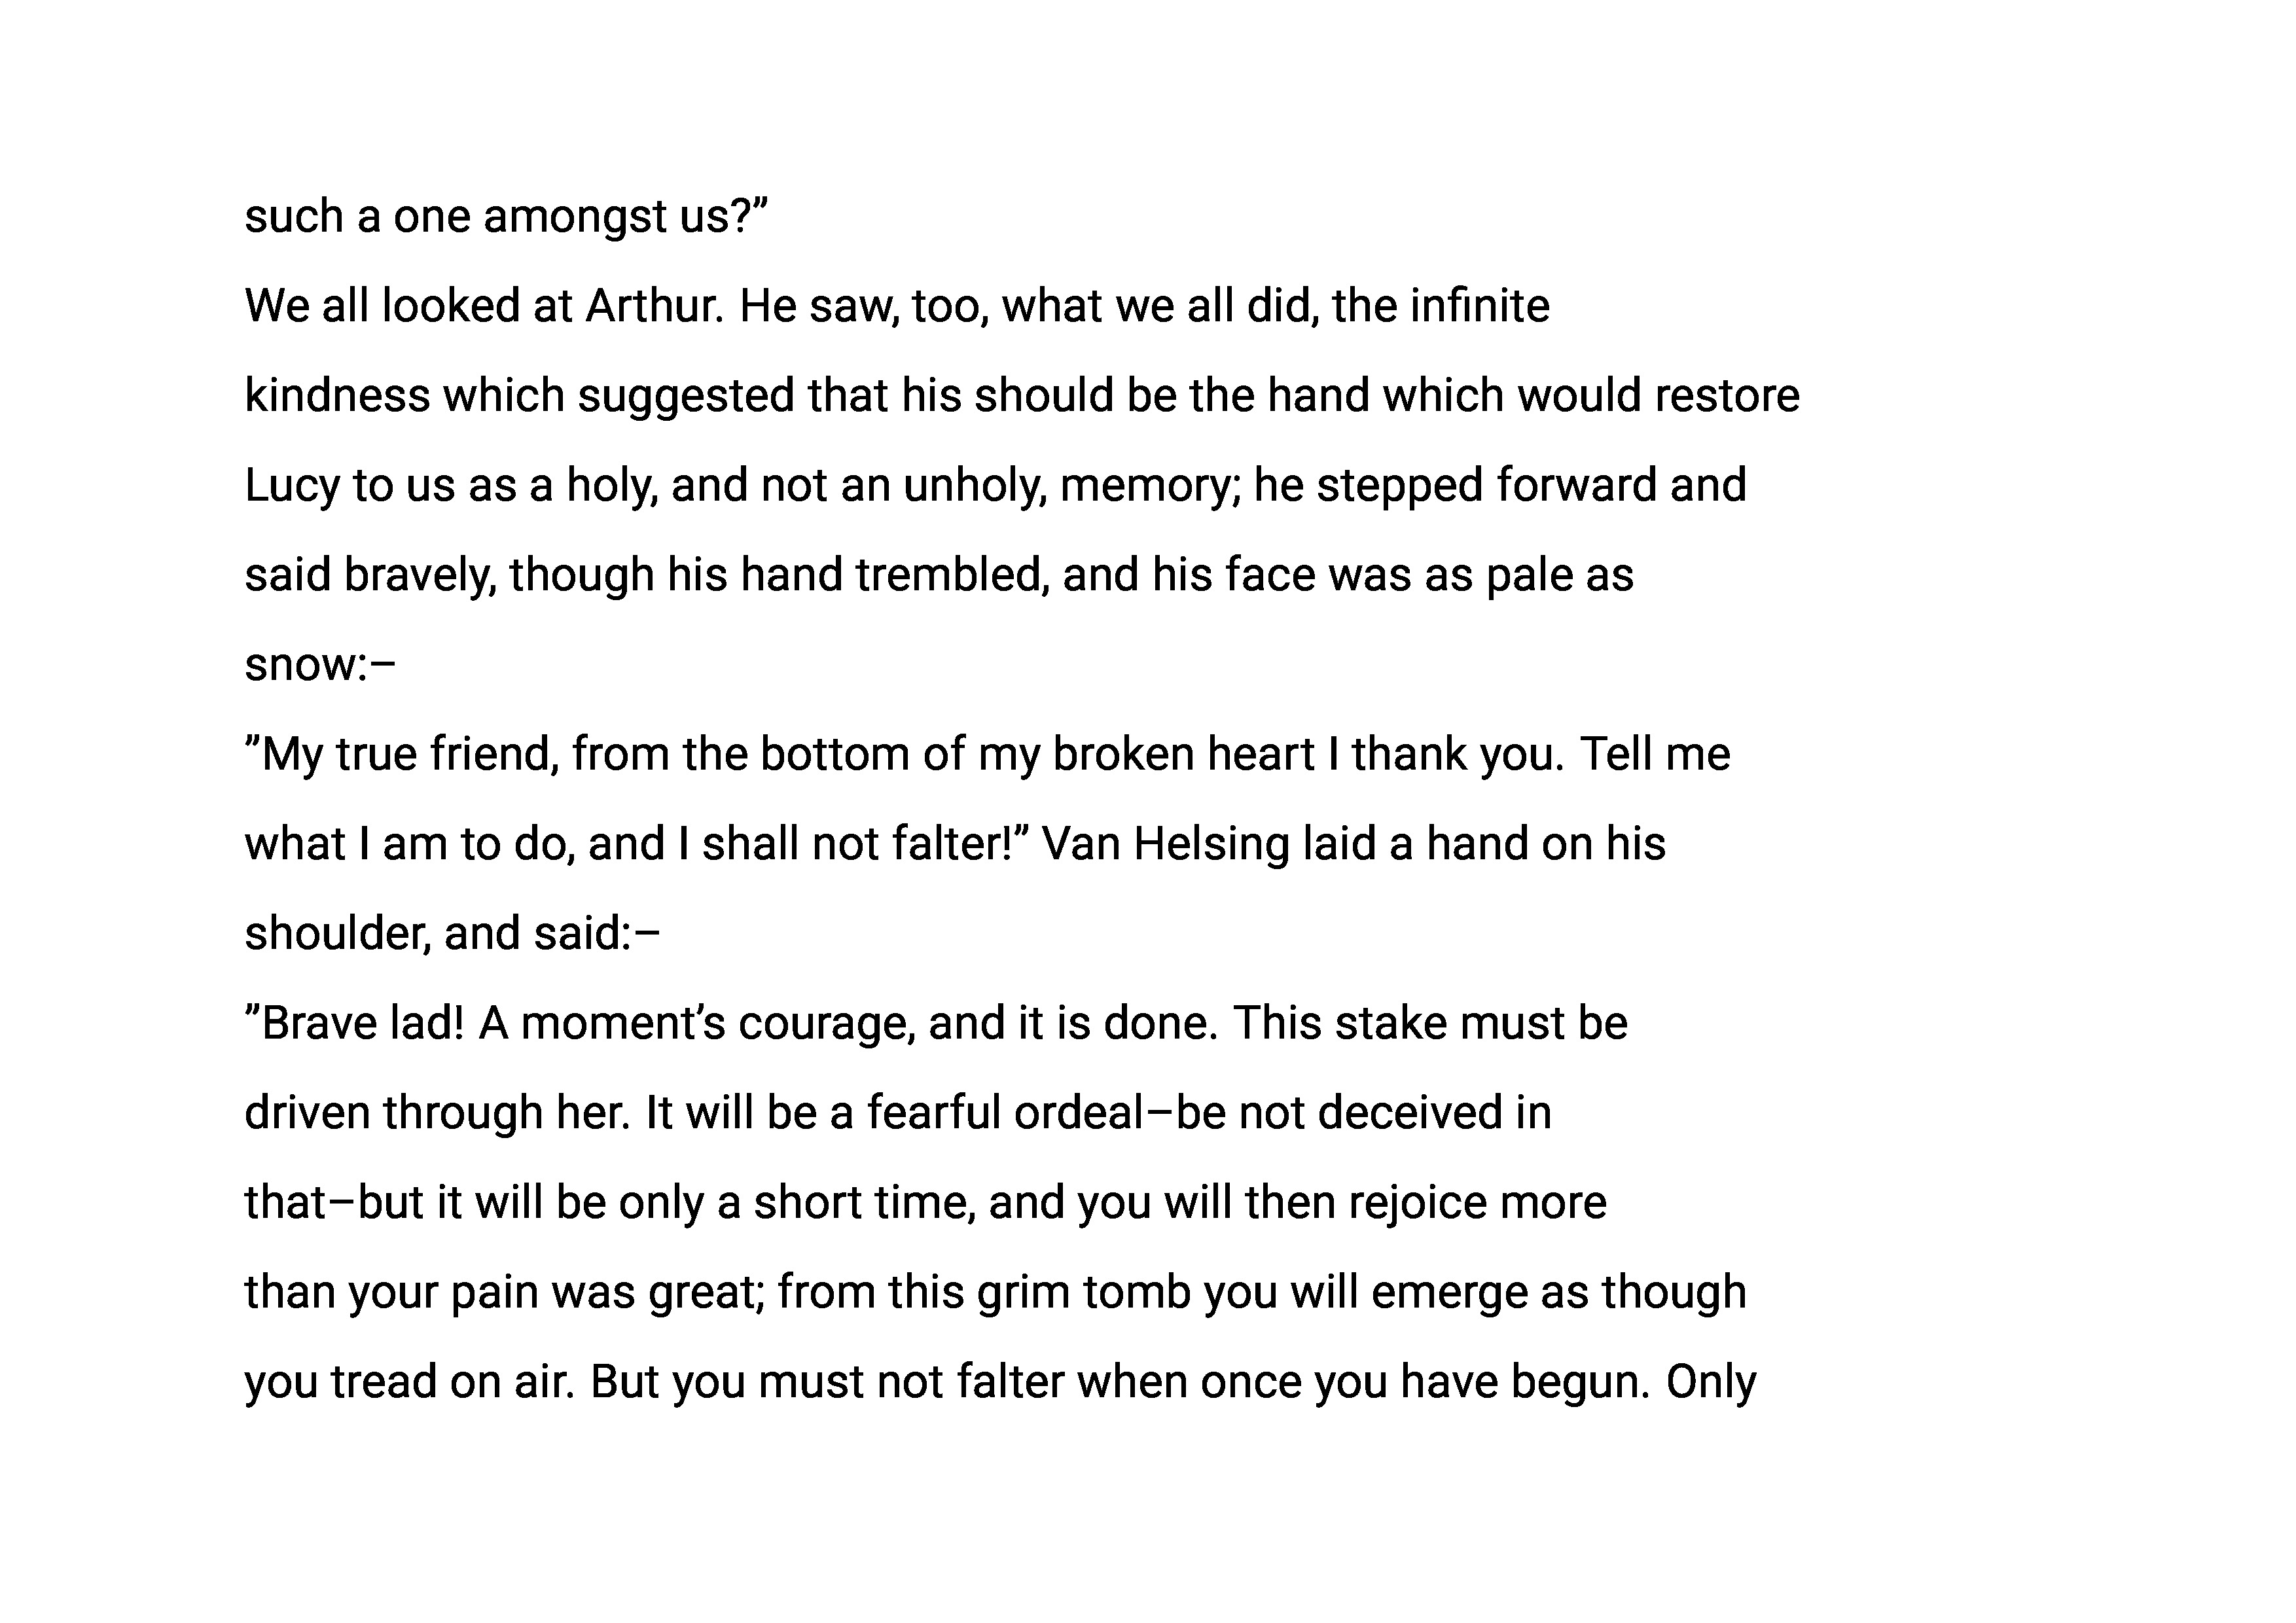 such a one amongst us?”
We all looked at Arthur. He saw, too, what we all did, the infinite
kindness which suggested that his should be the hand which would restore
Lucy to us as a holy, and not an unholy, memory; he stepped forward and
said bravely, though his hand trembled, and his face was as pale as
snow:–
”My true friend, from the bottom of my broken heart I thank you. Tell me
what I am to do, and I shall not falter!” Van Helsing laid a hand on his
shoulder, and said:–
”Brave lad! A moment’s courage, and it is done. This stake must be
driven through her. It will be a fearful ordeal–be not deceived in
that–but it will be only a short time, and you will then rejoice more
than your pain was great; from this grim tomb you will emerge as though
you tread on air. But you must not falter when once you have begun. Only